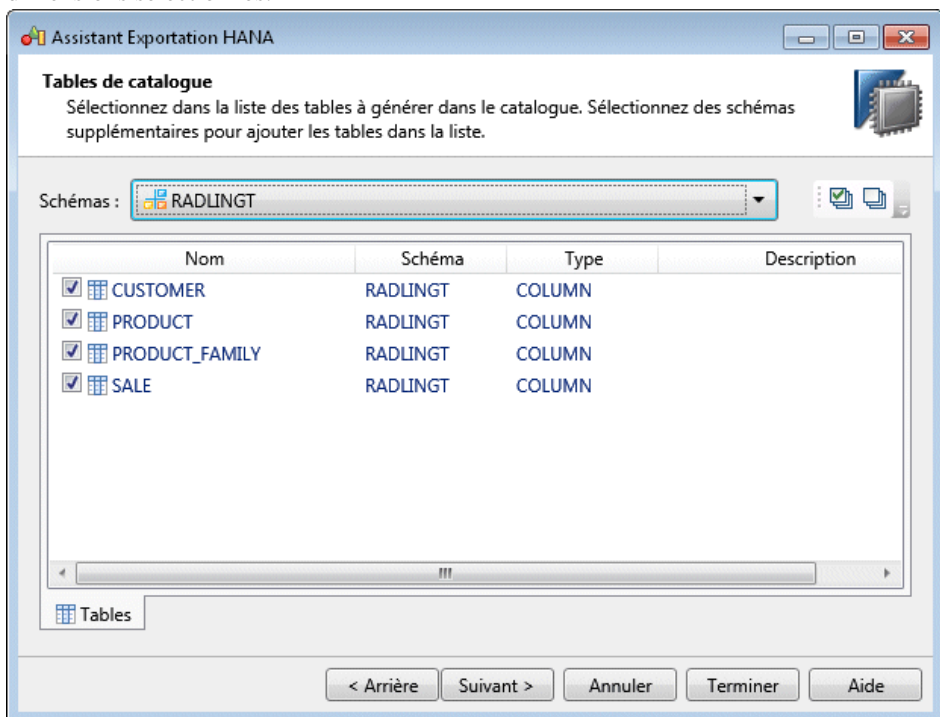 Assistant Exportation HANA
Tables de catalogue
Sélectionnez dans la liste des tables à générer dans le catalogue. Sélectionnez des schémas
supplémentaires pour ajouter les tables dans la liste.
Schémas : RADLINGT
Nom Schéma Type Description
CUSTOMER RADLINGT COLUMN
PRODUCT RADLINGT COLUMN
PRODUCT_FAMILY RADLINGT COLUMN
SALE RADLINGT COLUMN
Tables
< Arrière Suivant > Annuler Terminer Aide